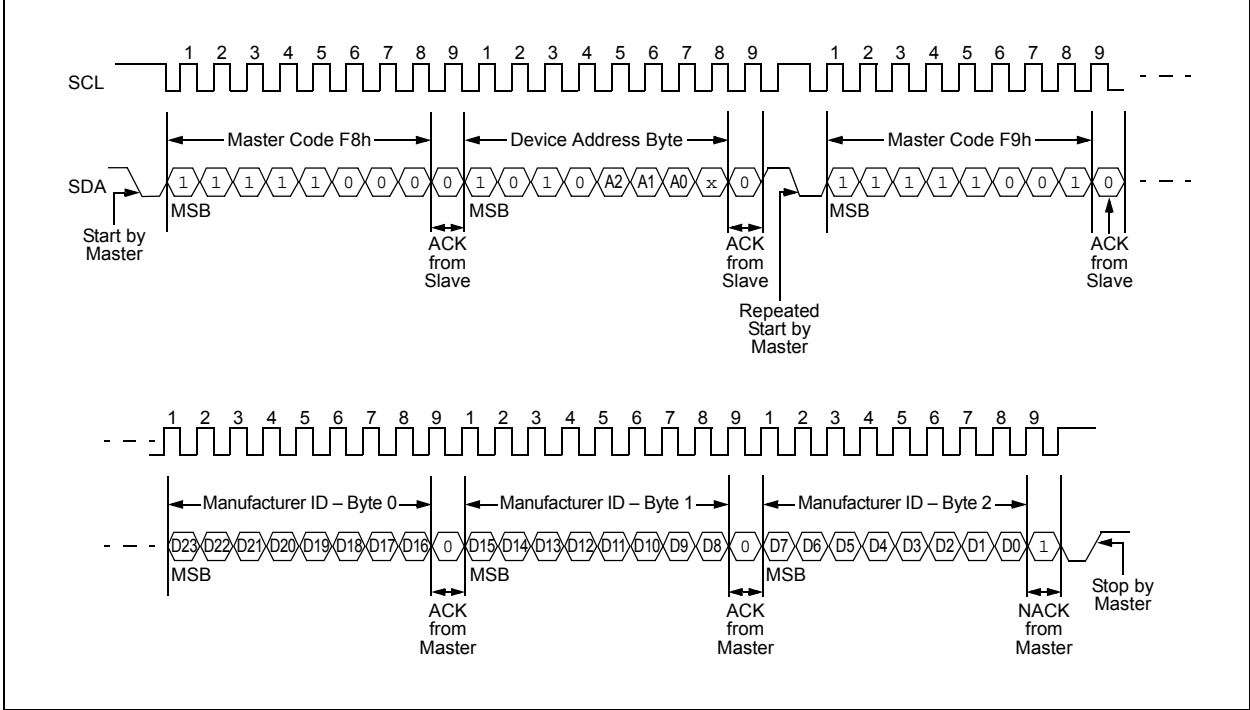 1 2 3 4 5 6 7 8 9 1 2 3 4 5 6 7 8 9 1 2 3 4 5 6 7 8 9
SCL
Master Code F8h Device Address Byte Master Code F9h
SDA 1 1 1 1 1 0 0 0 0 1 0 1 0 A2 A1 A0 x 0 1 1 1 1 1 0 0 1 0
MSB MSB MSB
Start by
Master
ACK
from
Slave
ACK
from
Slave
ACK
from
Slave
Repeated
Start by
Master
1 2 3 4 5 6 7 8 9 1 2 3 4 5 6 7 8 9 1 2 3 4 5 6 7 8 9
Manufacturer ID – Byte 0 Manufacturer ID – Byte 1 Manufacturer ID – Byte 2
D23 D22 D21 D20 D19 D18 D17 D16 0 D15 D14 D13 D12 D11 D10 D9 D8 0 D7 D6 D5 D4 D3 D2 D1 D0 1
MSB MSB MSB
ACK
from
Master
ACK
from
Master
NACK
from
Master
Stop by
Master